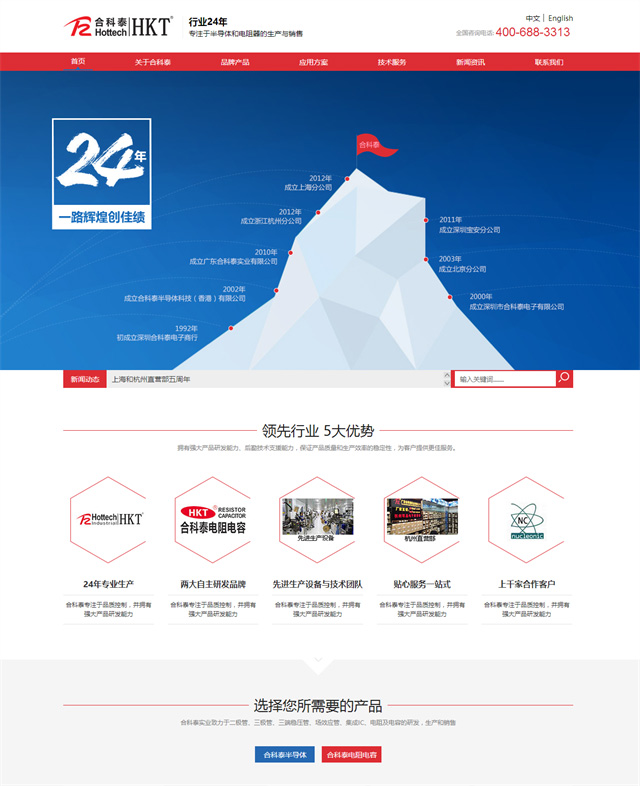 中文 | English
合科泰 Hottech HKT®
行业24年
专注于半导体和电阻器的生产与销售
全国咨询电话: 400-688-3313
首页 关于合科泰 品牌产品 应用方案 技术服务 新闻资讯 联系我们
24年
一路辉煌创佳绩
合科泰
2012年
成立上海分公司
2012年
成立浙江杭州分公司
2010年
成立广东合科泰实业有限公司
2002年
成立合科泰半导体科技（香港）有限公司
1992年
初成立深圳合科泰电子商行
2011年
成立深圳宝安分公司
2003年
成立北京分公司
2000年
成立深圳市合科泰电子有限公司
新闻动态 上海和杭州直营部五周年 输入关键词......
领先行业 5大优势
拥有强大产品研发能力、后勤技术支援能力，保证产品质量和生产效率的稳定性，为客户提供更佳服务。
Hottech Industrial HKT
HKT RESISTOR CAPACITOR
合科泰电阻电容
先进生产设备
杭州直营部
NC
nucleonic
24年专业生产 两大自主研发品牌 先进生产设备与技术团队 贴心服务一站式 上千家合作客户
合科泰专注于品质控制，并拥有
强大产品研发能力
合科泰专注于品质控制，并拥有
强大产品研发能力
合科泰专注于品质控制，并拥有
强大产品研发能力
合科泰专注于品质控制，并拥有
强大产品研发能力
合科泰专注于品质控制，并拥有
强大产品研发能力
选择您所需要的产品
合科泰实业致力于二极管、三极管、三端稳压管、场效应管、集成IC、电阻及电容的研发，生产和销售
合科泰半导体 合科泰电阻电容